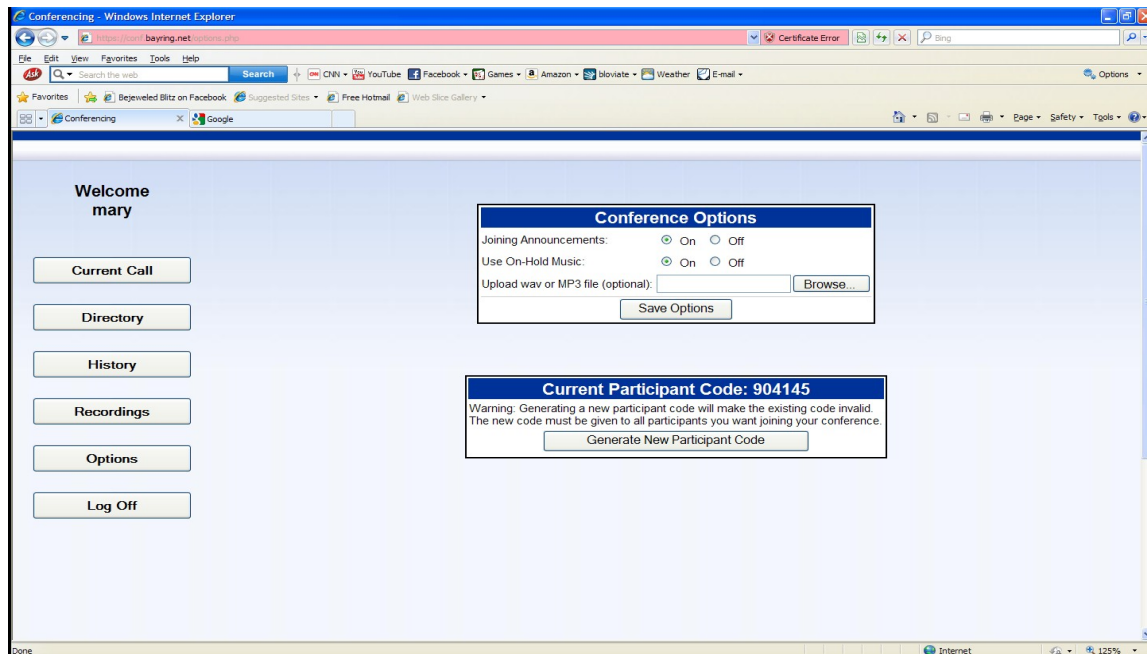 Conferencing - Windows Internet Explorer
https://conf.bayring.net/options.php
Certificate Error
Bing
File Edit View Favorites Tools Help
Ask Search the web Search CNN YouTube Facebook Games Amazon bloviate Weather E-mail Options
Favorites Bejeweled Blitz on Facebook Suggested Sites Free Hotmail Web Slice Gallery
Conferencing Google Page Safety Tools
Welcome
mary
Current Call
Directory
History
Recordings
Options
Log Off
Conference Options
Joining Announcements: On Off
Use On-Hold Music: On Off
Upload wav or MP3 file (optional): Browse...
Save Options
Current Participant Code: 904145
Warning: Generating a new participant code will make the existing code invalid.
The new code must be given to all participants you want joining your conference.
Generate New Participant Code
Done Internet 125%